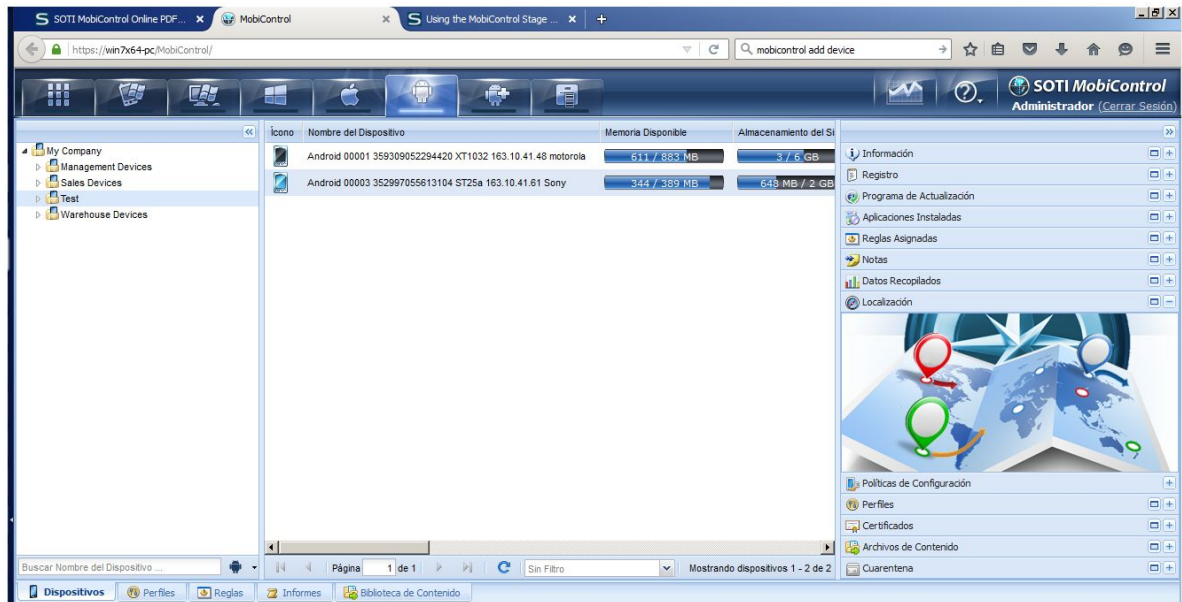 SOTI MobiControl Online PDF...
MobiControl
Using the MobiControl Stage ...
https://win7x64-pc/MobiControl/
mobicontrol add device
SOTI MobiControl
Administrador (Cerrar Sesión)
My Company
Management Devices
Sales Devices
Test
Warehouse Devices
Buscar Nombre del Dispositivo ...
Ícono Nombre del Dispositivo Memoria Disponible Almacenamiento del Si
Android 00001 359309052294420 XT1032 163.10.41.48 motorola 611 / 883 MB 3 / 6 GB
Android 00003 352997055613104 ST25a 163.10.41.61 Sony 344 / 389 MB 648 MB / 2 GB
Página 1 de 1 Sin Filtro Mostrando dispositivos 1 - 2 de 2
Información
Registro
Programa de Actualización
Aplicaciones Instaladas
Reglas Asignadas
Notas
Datos Recopilados
Localización
Políticas de Configuración
Perfiles
Certificados
Archivos de Contenido
Cuarentena
Dispositivos Perfiles Reglas Informes Biblioteca de Contenido